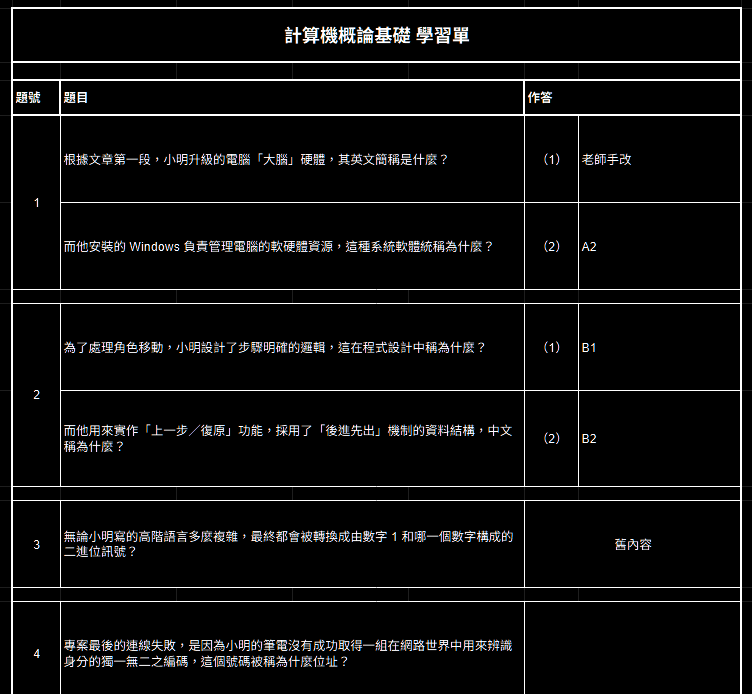 計算機概論基礎 學習單
題號 題目 作答
1
根據文章第一段，小明升級的電腦「大腦」硬體，其英文簡稱是什麼？ （1） 老師手改
而他安裝的 Windows 負責管理電腦的軟硬體資源，這種系統軟體統稱為什麼？ （2） A2
2
為了處理角色移動，小明設計了步驟明確的邏輯，這在程式設計中稱為什麼？ （1） B1
而他用來實作「上一步／復原」功能，採用了「後進先出」機制的資料結構，中文
稱為什麼？ （2） B2
3
無論小明寫的高階語言多麼複雜，最終都會被轉換成由數字 1 和哪一個數字構成的
二進位訊號？
舊內容
4
專案最後的連線失敗，是因為小明的筆電沒有成功取得一組在網路世界中用來辨識
身分的獨一無二之編碼，這個號碼被稱為什麼位址？